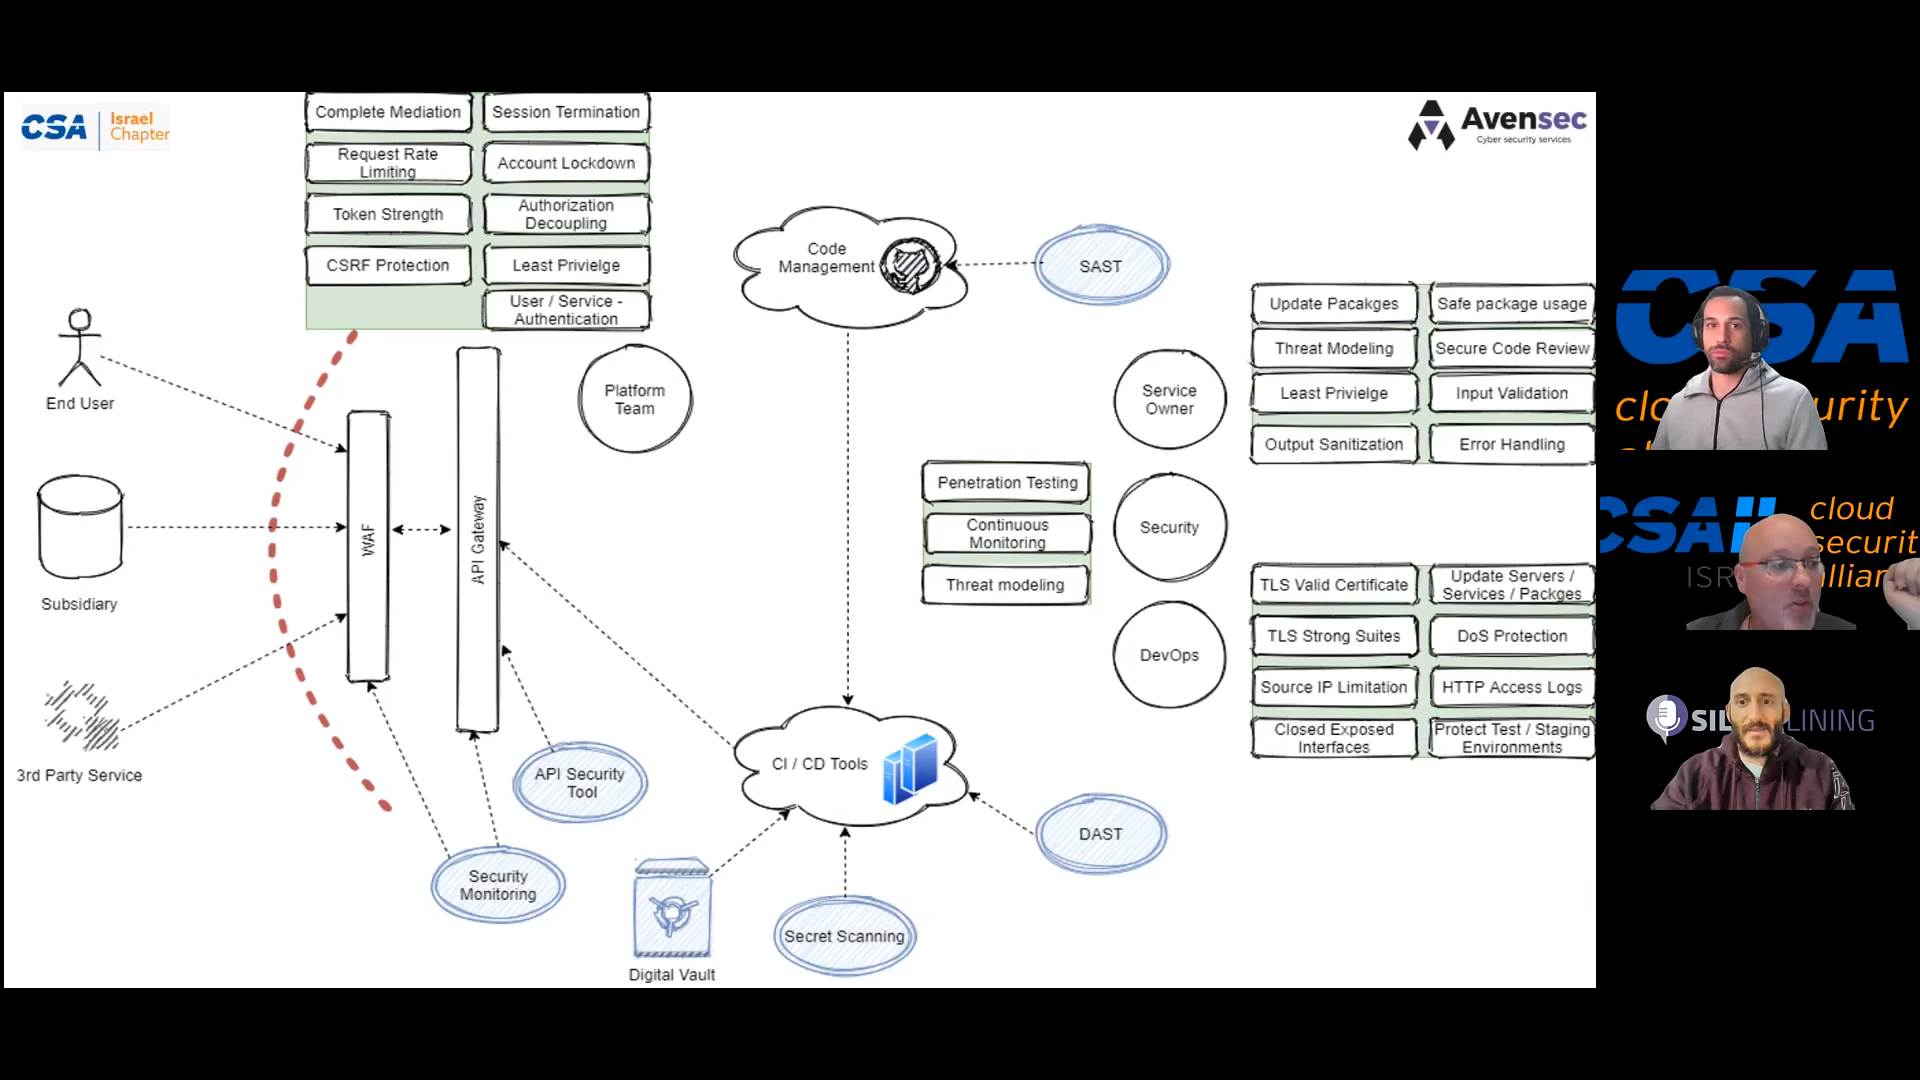 CSA
Israel
Chapter
Complete Mediation
Session Termination
Request Rate
Limiting
Account Lockdown
Token Strength
Authorization
Decoupling
CSRF Protection
Least Privielge
User / Service -
Authentication
Avensec
Cyber security services
Code
Management
SAST
End User
Platform
Team
Service
Owner
Update Pacakges
Safe package usage
Threat Modeling
Secure Code Review
Least Privielge
Input Validation
Output Sanitization
Error Handling
WAF
API Gateway
Penetration Testing
Continuous
Monitoring
Threat modeling
Security
Subsidiary
TLS Valid Certificate
Update Servers /
Services / Packges
TLS Strong Suites
DoS Protection
DevOps
Source IP Limitation
HTTP Access Logs
Closed Exposed
Interfaces
Protect Test / Staging
Environments
3rd Party Service
API Security
Tool
CI / CD Tools
DAST
Security
Monitoring
Secret Scanning
Digital Vault
CSA
CSA
cloud
LINING